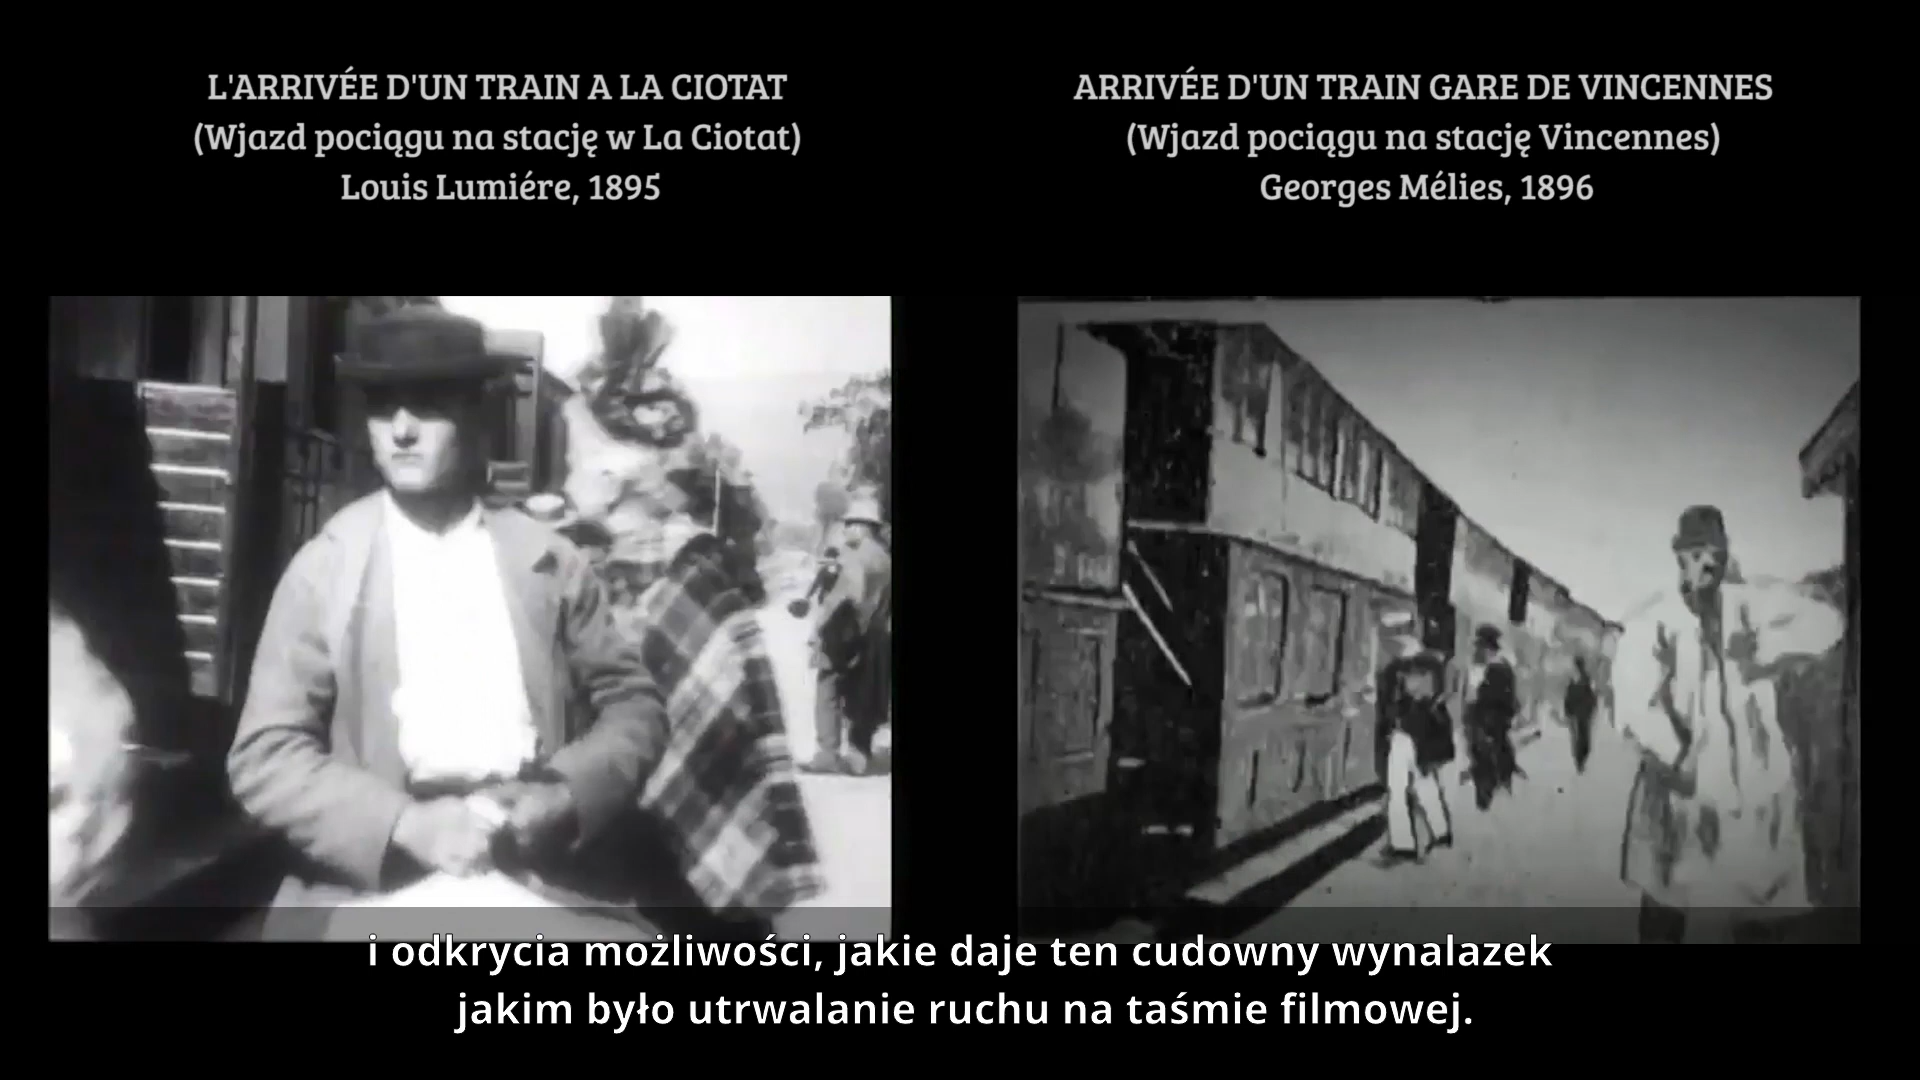 L'ARRIVÉE D'UN TRAIN A LA CIOTAT
(Wjazd pociągu na stację w La Ciotat)
Louis Lumiére, 1895
ARRIVÉE D'UN TRAIN GARE DE VINCENNES
(Wjazd pociągu na stację Vincennes)
Georges Mélies, 1896
i odkrycia możliwości, jakie daje ten cudowny wynalazek
jakim było utrwalanie ruchu na taśmie filmowej.